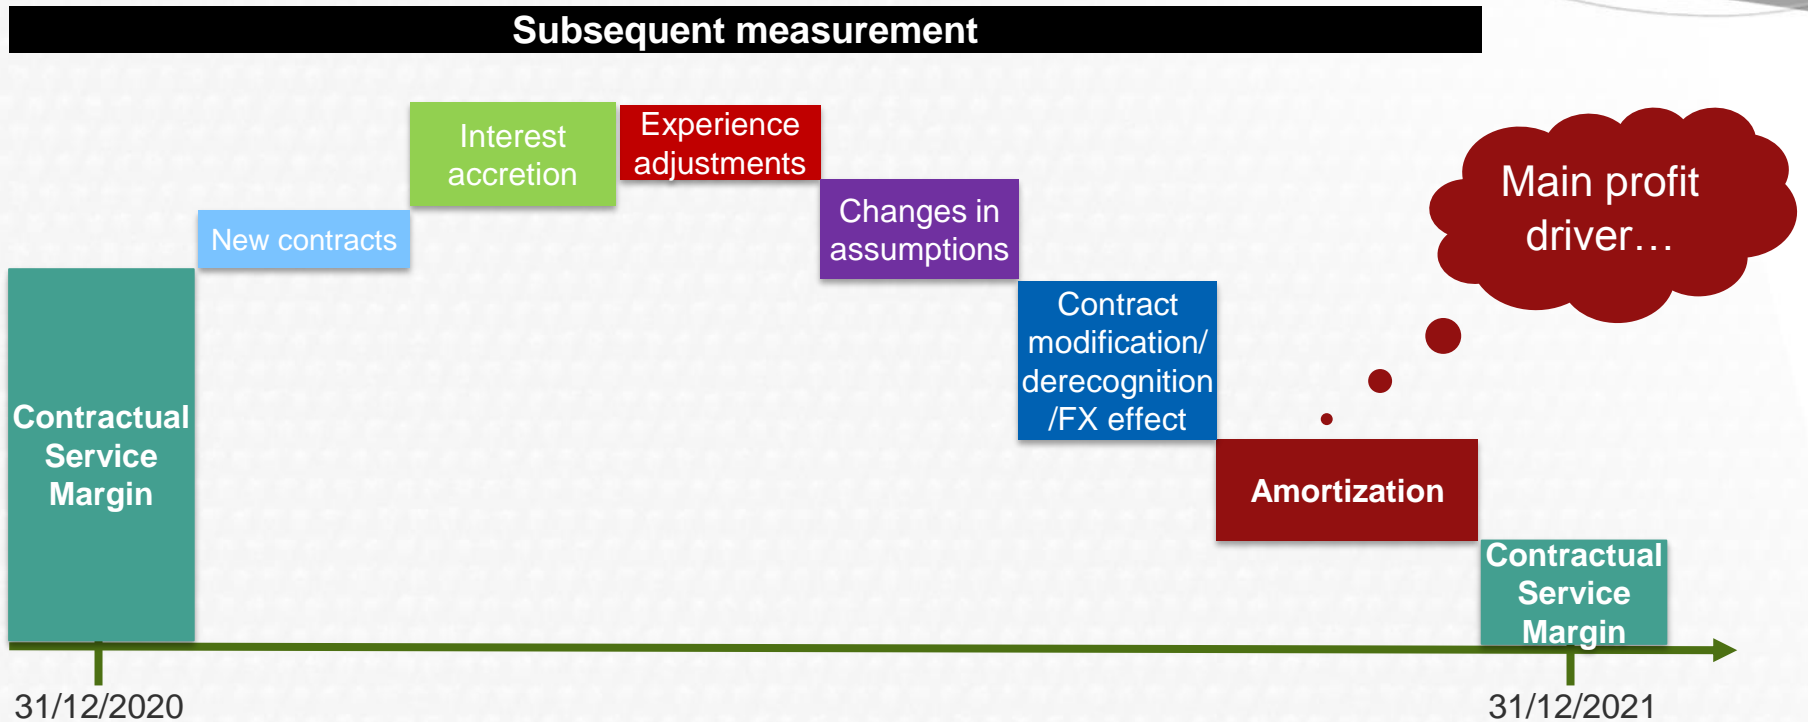 Subsequent measurement
Contractual
Service
Margin
New contracts
Interest
accretion
Experience
adjustments
Changes in
assumptions
Contract
modification/
derecognition
/FX effect
Amortization
Main profit
driver…
Contractual
Service
Margin
31/12/2020
31/12/2021